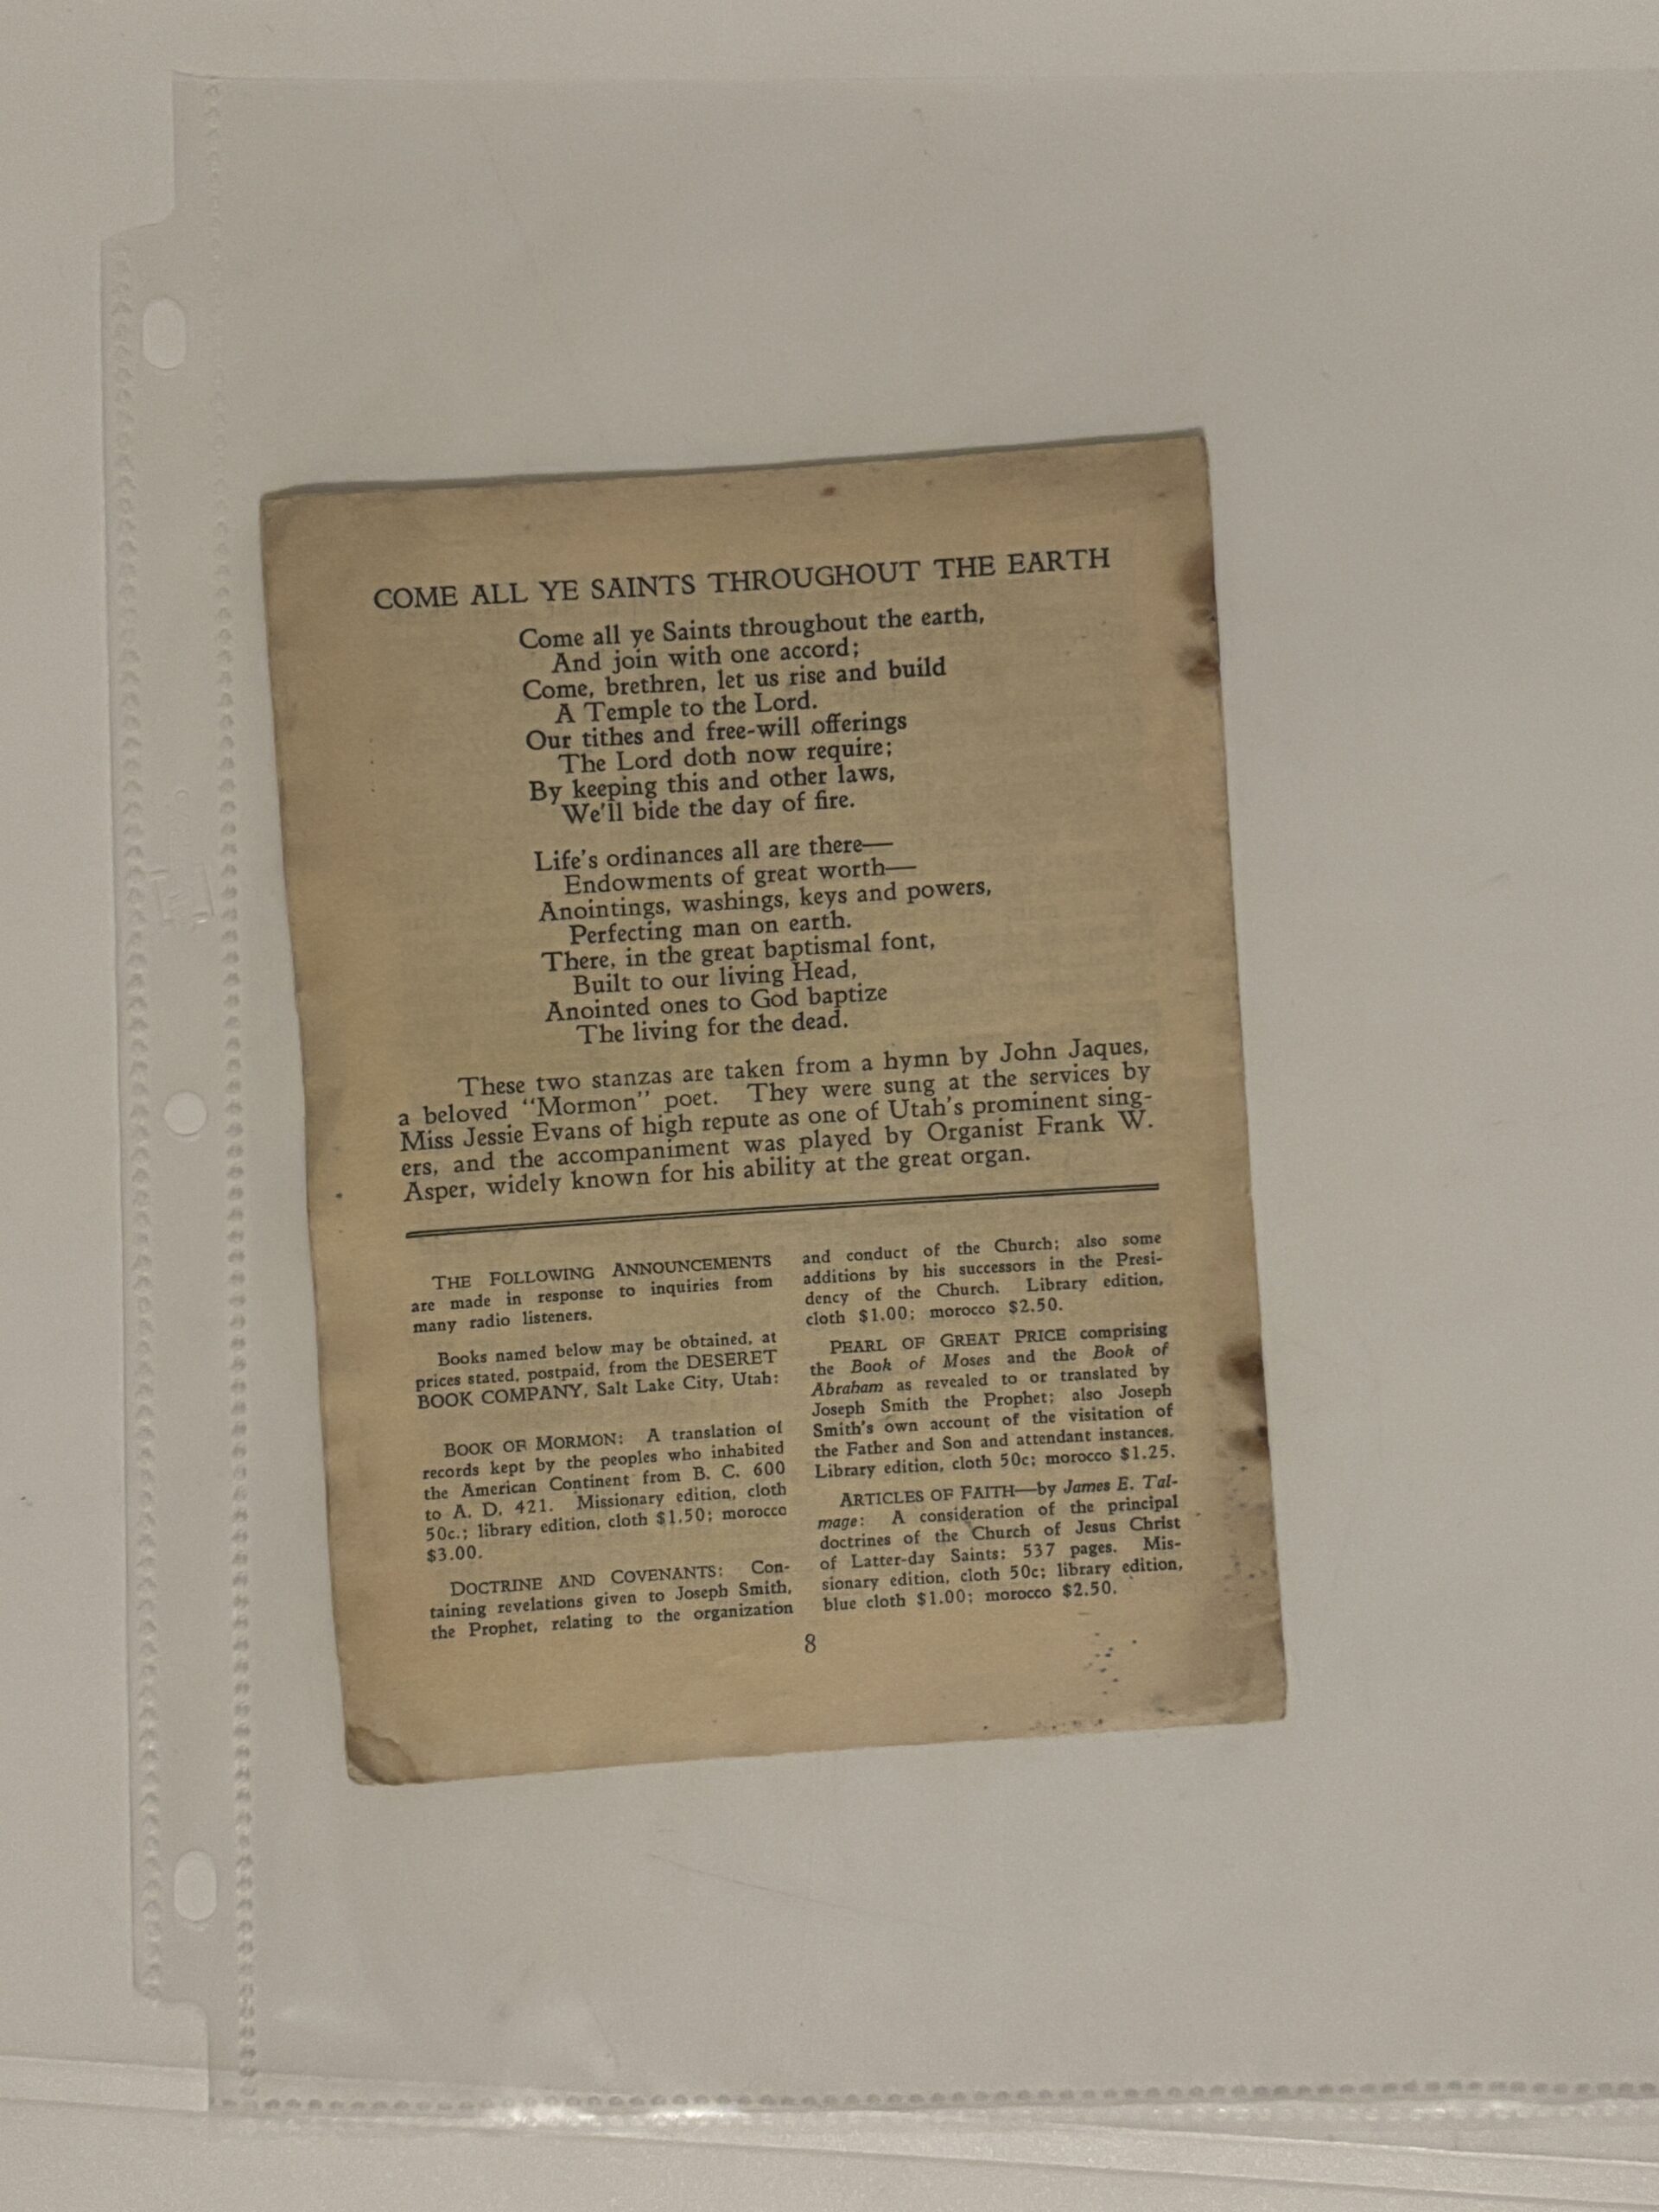 COME ALL YE SAINTS THROUGHOUT THE EARTH
Come all ye Saints throughout the earth,
And join with one accord;
Come, brethren, let us rise and build
A Temple to the Lord.
Our tithes and free-will offerings
The Lord doth now require;
By keeping this and other laws,
We'll bide the day of fire.
Life's ordinances all are there—
Endowments of great worth—
Anointings, washings, keys and powers,
Perfecting man on earth.
There, in the great baptismal font,
Built to our living Head,
Anointed ones to God baptize
The living for the dead.
These two stanzas are taken from a hymn by John Jaques,
a beloved "Mormon" poet. They were sung at the services by
Miss Jessie Evans of high repute as one of Utah's prominent sing-
ers, and the accompaniment was played by Organist Frank W.
Asper, widely known for his ability at the great organ.
THE FOLLOWING ANNOUNCEMENTS
are made in response to inquiries from
many radio listeners.
Books named below may be obtained, at
prices stated, postpaid, from the DESERET
BOOK COMPANY, Salt Lake City, Utah:
BOOK OF MORMON: A translation of
records kept by the peoples who inhabited
the American Continent from B. C. 600
to A. D. 421. Missionary edition, cloth
50c.; library edition, cloth $1.50; morocco
$3.00.
DOCTRINE AND COVENANTS: Con-
taining revelations given to Joseph Smith,
the Prophet, relating to the organization
and conduct of the Church; also some
additions by his successors in the Presi-
dency of the Church. Library edition,
cloth $1.00; morocco $2.50.
PEARL OF GREAT PRICE comprising
the Book of Moses and the Book of
Abraham as revealed to or translated by
Joseph Smith the Prophet; also Joseph
Smith's own account of the visitation of
the Father and Son and attendant instances.
Library edition, cloth 50c; morocco $1.25.
ARTICLES OF FAITH—by James E. Tal-
mage: A consideration of the principal
doctrines of the Church of Jesus Christ
of Latter-day Saints: 537 pages. Mis-
sionary edition, cloth 50c; library edition,
blue cloth $1.00; morocco $2.50.
8